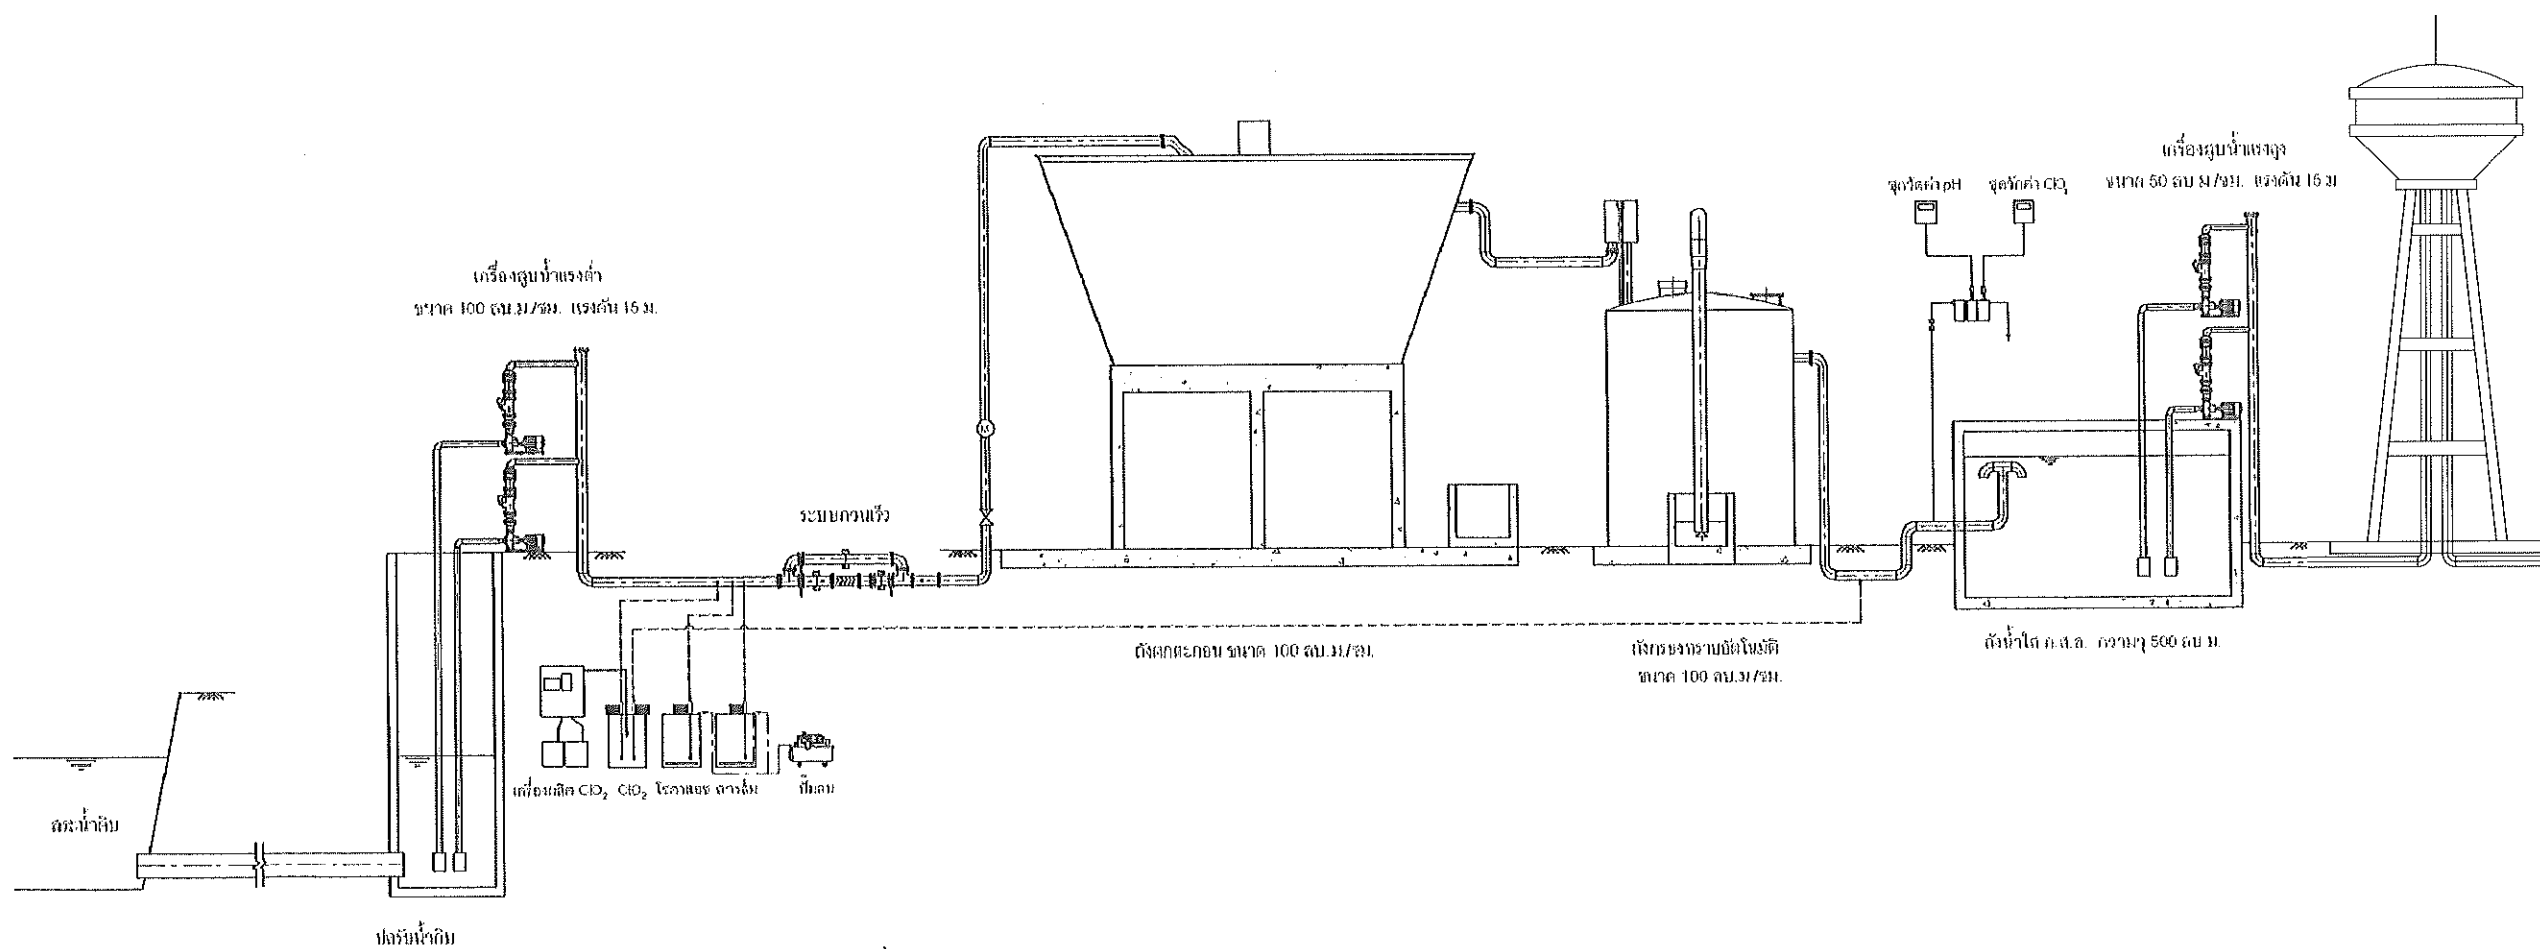 เครื่องสูบน้ำแรงสูง
ขนาด 50 ลบ.ม./ชม. แรงดัน 15 ม
ชุดวัดค่า pH
ชุดวัดค่า ClO₂
เครื่องสูบน้ำแรงต่ำ
ขนาด 100 ลบ.ม./ชม. แรงดัน 15 ม.
M
ระบบกวนเร็ว
ถังตกตะกอน ขนาด 100 ลบ.ม./ชม.
ถังกรองทรายอัตโนมัติ
ขนาด 100 ลบ.ม/ชม.
ถังน้ำใส ค.ส.ล. ความจุ 500 ลบ.ม.
เครื่องผลิต ClO₂ ClO₂ โซดาแอช สารส้ม ปั๊มลม
สระน้ำดิบ
บ่อรับน้ำดิบ